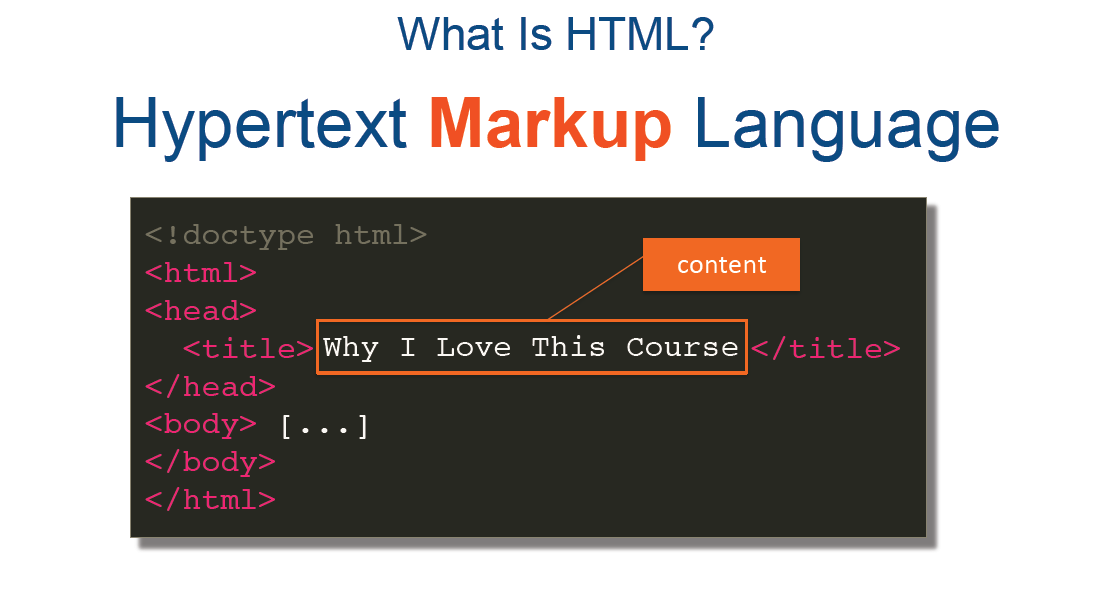 What Is HTML?
Hypertext Markup Language
<!doctype html>
<html>
content
<head>
<title>Why I Love This Course</title>
</head>
<body> [...]
</body>
</html>